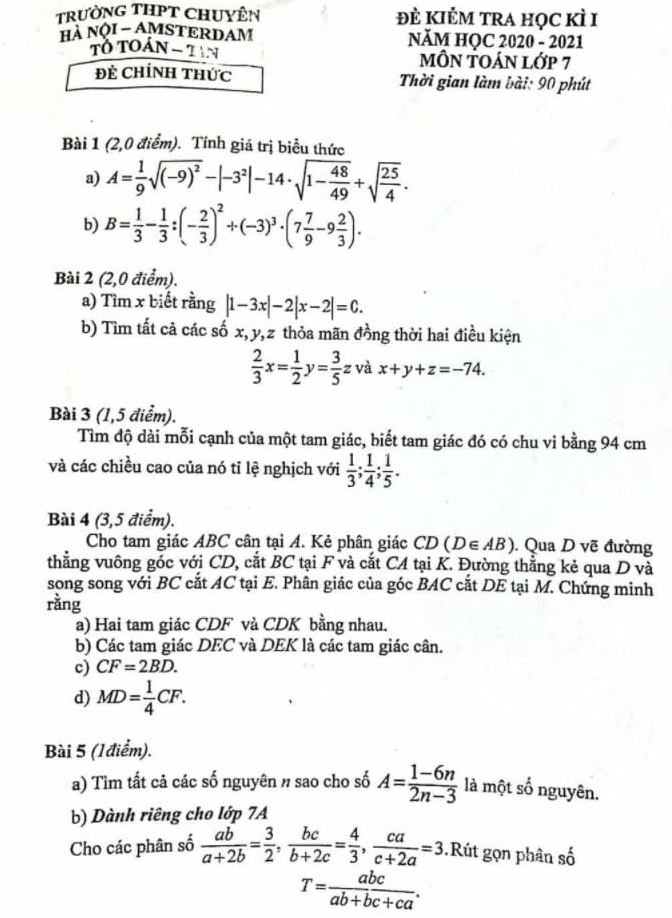 TRƯỜNG THPT CHUYÊN
HÀ NỘI – AMSTERDAM
TỔ TOÁN – TIN
ĐỀ CHÍNH THỨC
ĐỀ KIỂM TRA HỌC KÌ I
NĂM HỌC 2020 - 2021
MÔN TOÁN LỚP 7
Thời gian làm bài: 90 phút
Bài 1 (2,0 điểm). Tính giá trị biểu thức
a) A = 1/9 √((−9)²) − |−3²| − 14 · √(1 − 48/49) + √(25/4) .
b) B = 1/3 − 1/3 : (−2/3)² + (−3)³ · (7 7/9 − 9 2/3).
Bài 2 (2,0 điểm).
a) Tìm x biết rằng |1−3x| − 2|x−2| = 0.
b) Tìm tất cả các số x, y, z thỏa mãn đồng thời hai điều kiện
2/3 x = 1/2 y = 3/5 z và x + y + z = −74.
Bài 3 (1,5 điểm).
Tìm độ dài mỗi cạnh của một tam giác, biết tam giác đó có chu vi bằng 94 cm
và các chiều cao của nó tỉ lệ nghịch với 1/3; 1/4; 1/5 .
Bài 4 (3,5 điểm).
Cho tam giác ABC cân tại A. Kẻ phân giác CD (D ∈ AB). Qua D vẽ đường
thẳng vuông góc với CD, cắt BC tại F và cắt CA tại K. Đường thẳng kẻ qua D và
song song với BC cắt AC tại E. Phân giác của góc BAC cắt DE tại M. Chứng minh
rằng
a) Hai tam giác CDF và CDK bằng nhau.
b) Các tam giác DEC và DEK là các tam giác cân.
c) CF = 2BD.
d) MD = 1/4 CF.
Bài 5 (1điểm).
a) Tìm tất cả các số nguyên n sao cho số A = (1−6n)/(2n−3) là một số nguyên.
b) Dành riêng cho lớp 7A
Cho các phân số ab/(a+2b) = 3/2, bc/(b+2c) = 4/3, ca/(c+2a) = 3. Rút gọn phân số
T = abc/(ab+bc+ca).